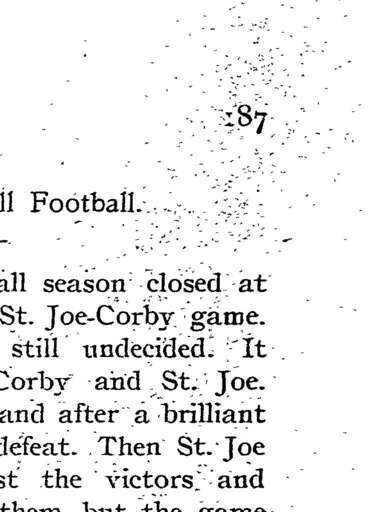 187
ll Football.
all season closed at
St. Joe-Corby game.
still undecided. It
Corby and St. Joe.
and after a brilliant
defeat. Then St. Joe
st the victors and
them, but the game